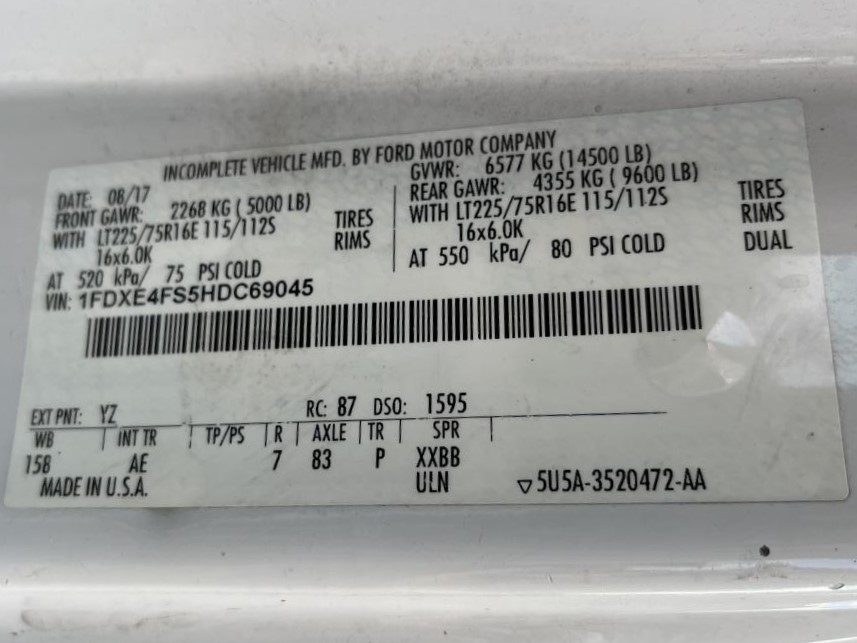 INCOMPLETE VEHICLE MFD. BY FORD MOTOR COMPANY
DATE: 08/17 GVWR: 6577 KG (14500 LB)
FRONT GAWR: 2268 KG ( 5000 LB) REAR GAWR: 4355 KG ( 9600 LB)
WITH LT225/75R16E 115/112S TIRES WITH LT225/75R16E 115/112S TIRES
16x6.0K RIMS 16x6.0K RIMS
AT 520 kPa/ 75 PSI COLD AT 550 kPa/ 80 PSI COLD DUAL
VIN: 1FDXE4FS5HDC69045
EXT PNT: YZ RC: 87 DSO: 1595
WB INT TR TP/PS R AXLE TR SPR
158 AE 7 83 P XXBB
MADE IN U.S.A. ULN ▽5U5A-3520472-AA